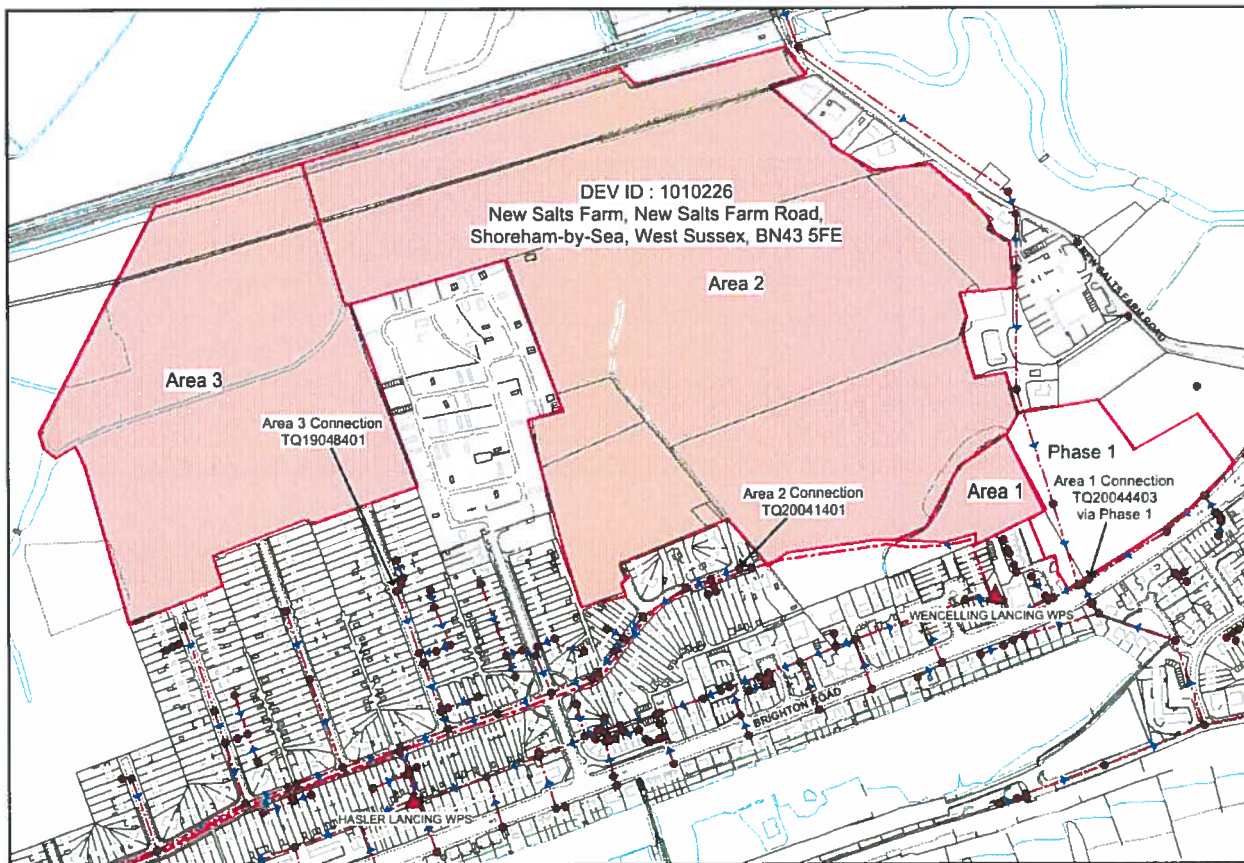 DEV ID : 1010226
New Salts Farm, New Salts Farm Road,
Shoreham-by-Sea, West Sussex, BN43 5FE
Area 2
NEW SALTS FARM ROAD
Area 3
Area 3 Connection
TQ19048401
Phase 1
Area 1
Area 1 Connection
TQ20044403
via Phase 1
Area 2 Connection
TQ20041401
WENCELLING LANCING WPS
BRIGHTON ROAD
HASLER LANCING WPS